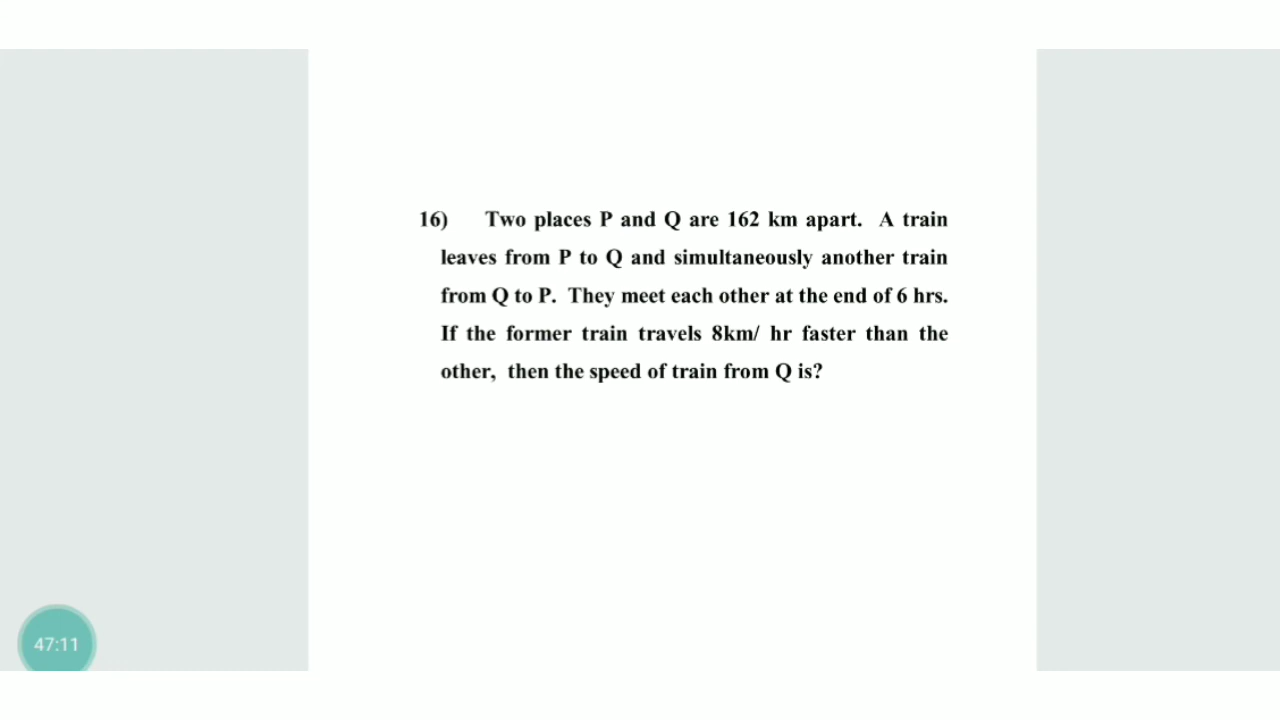 16) Two places P and Q are 162 km apart. A train
leaves from P to Q and simultaneously another train
from Q to P. They meet each other at the end of 6 hrs.
If the former train travels 8km/ hr faster than the
other, then the speed of train from Q is?
47:11